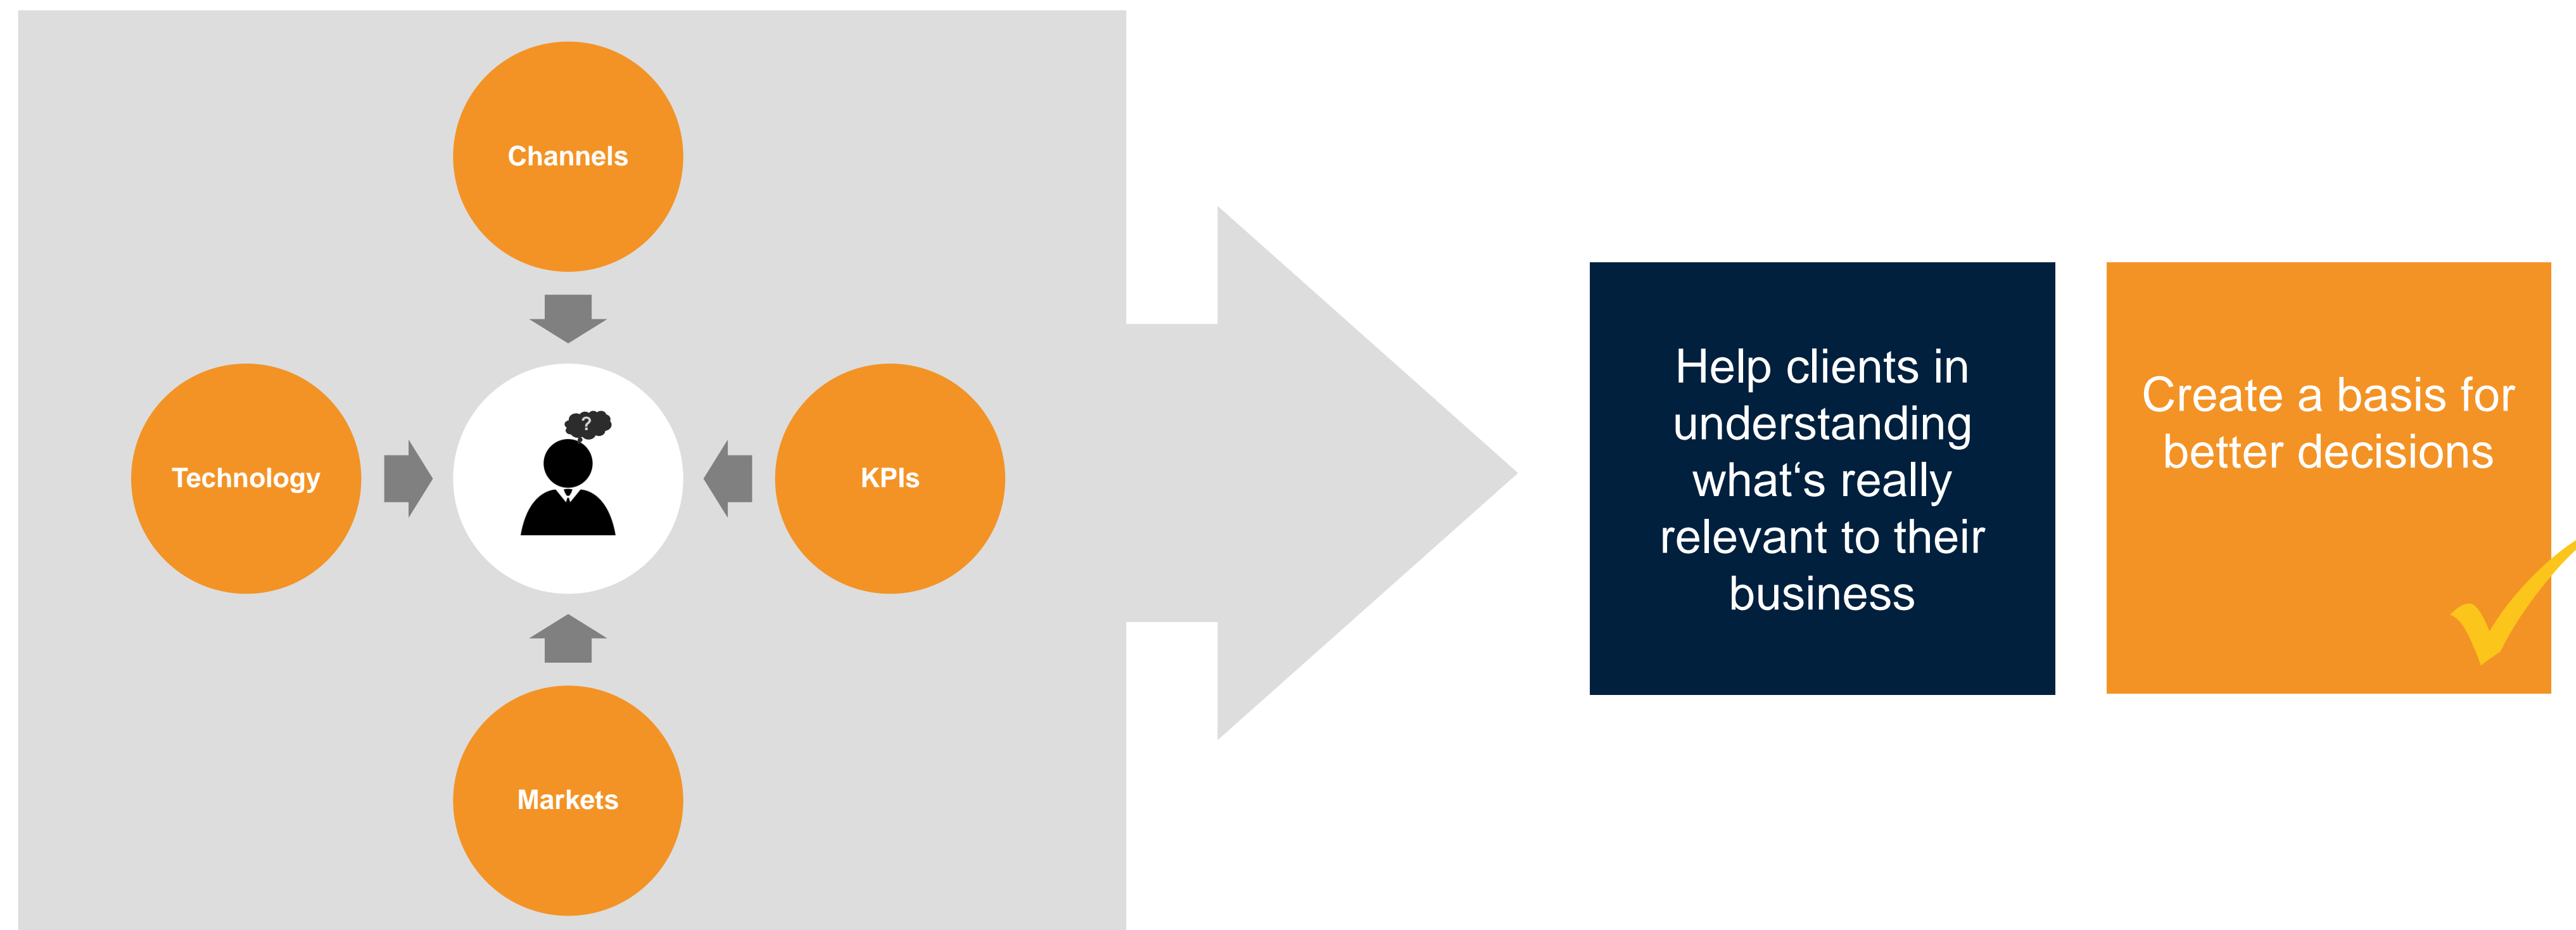 Channels
Technology
?
KPIs
Markets
Help clients in
understanding
what‘s really
relevant to their
business
Create a basis for
better decisions